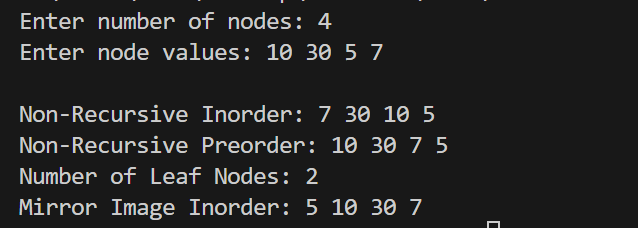 Enter number of nodes: 4
Enter node values: 10 30 5 7
Non-Recursive Inorder: 7 30 10 5
Non-Recursive Preorder: 10 30 7 5
Number of Leaf Nodes: 2
Mirror Image Inorder: 5 10 30 7